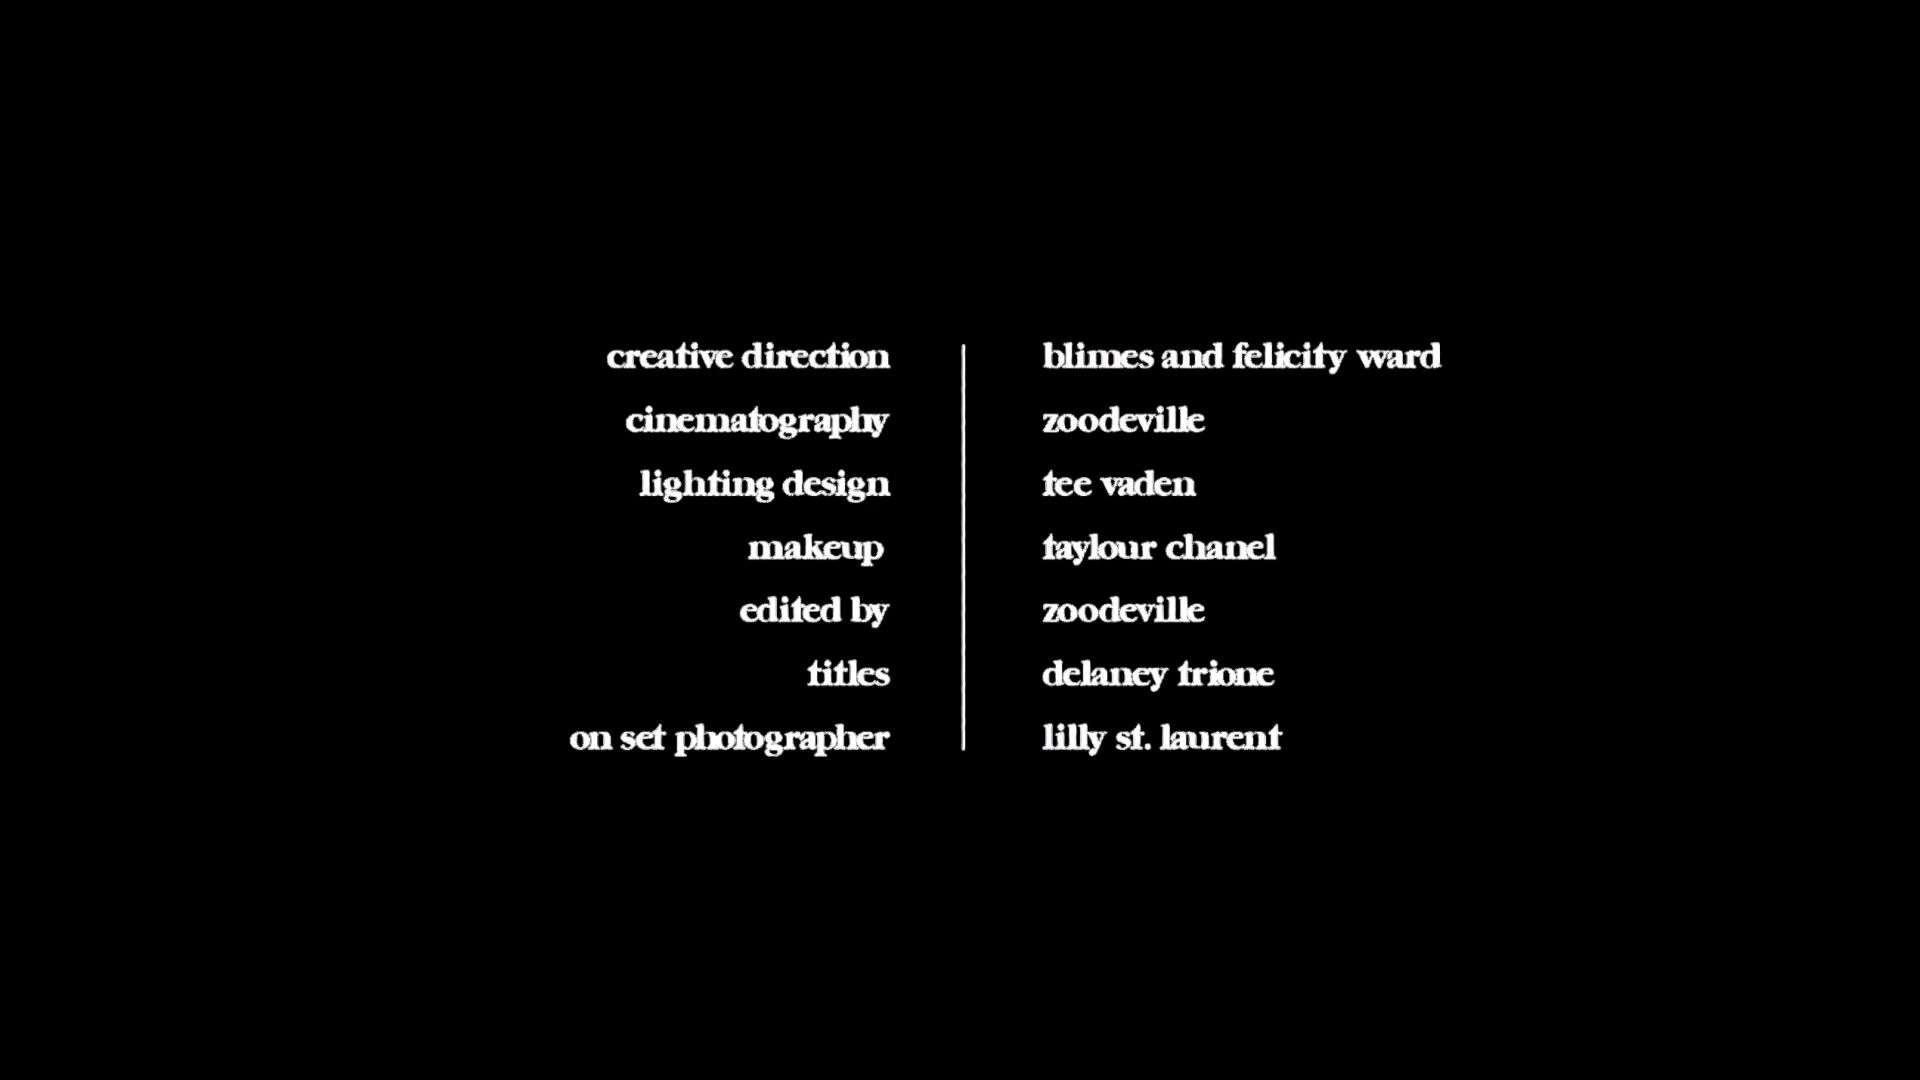 creative direction blimes and felicity ward
cinematography zoodeville
lighting design tee vaden
makeup taylour chanel
edited by zoodeville
titles delaney trione
on set photographer lilly st. laurent